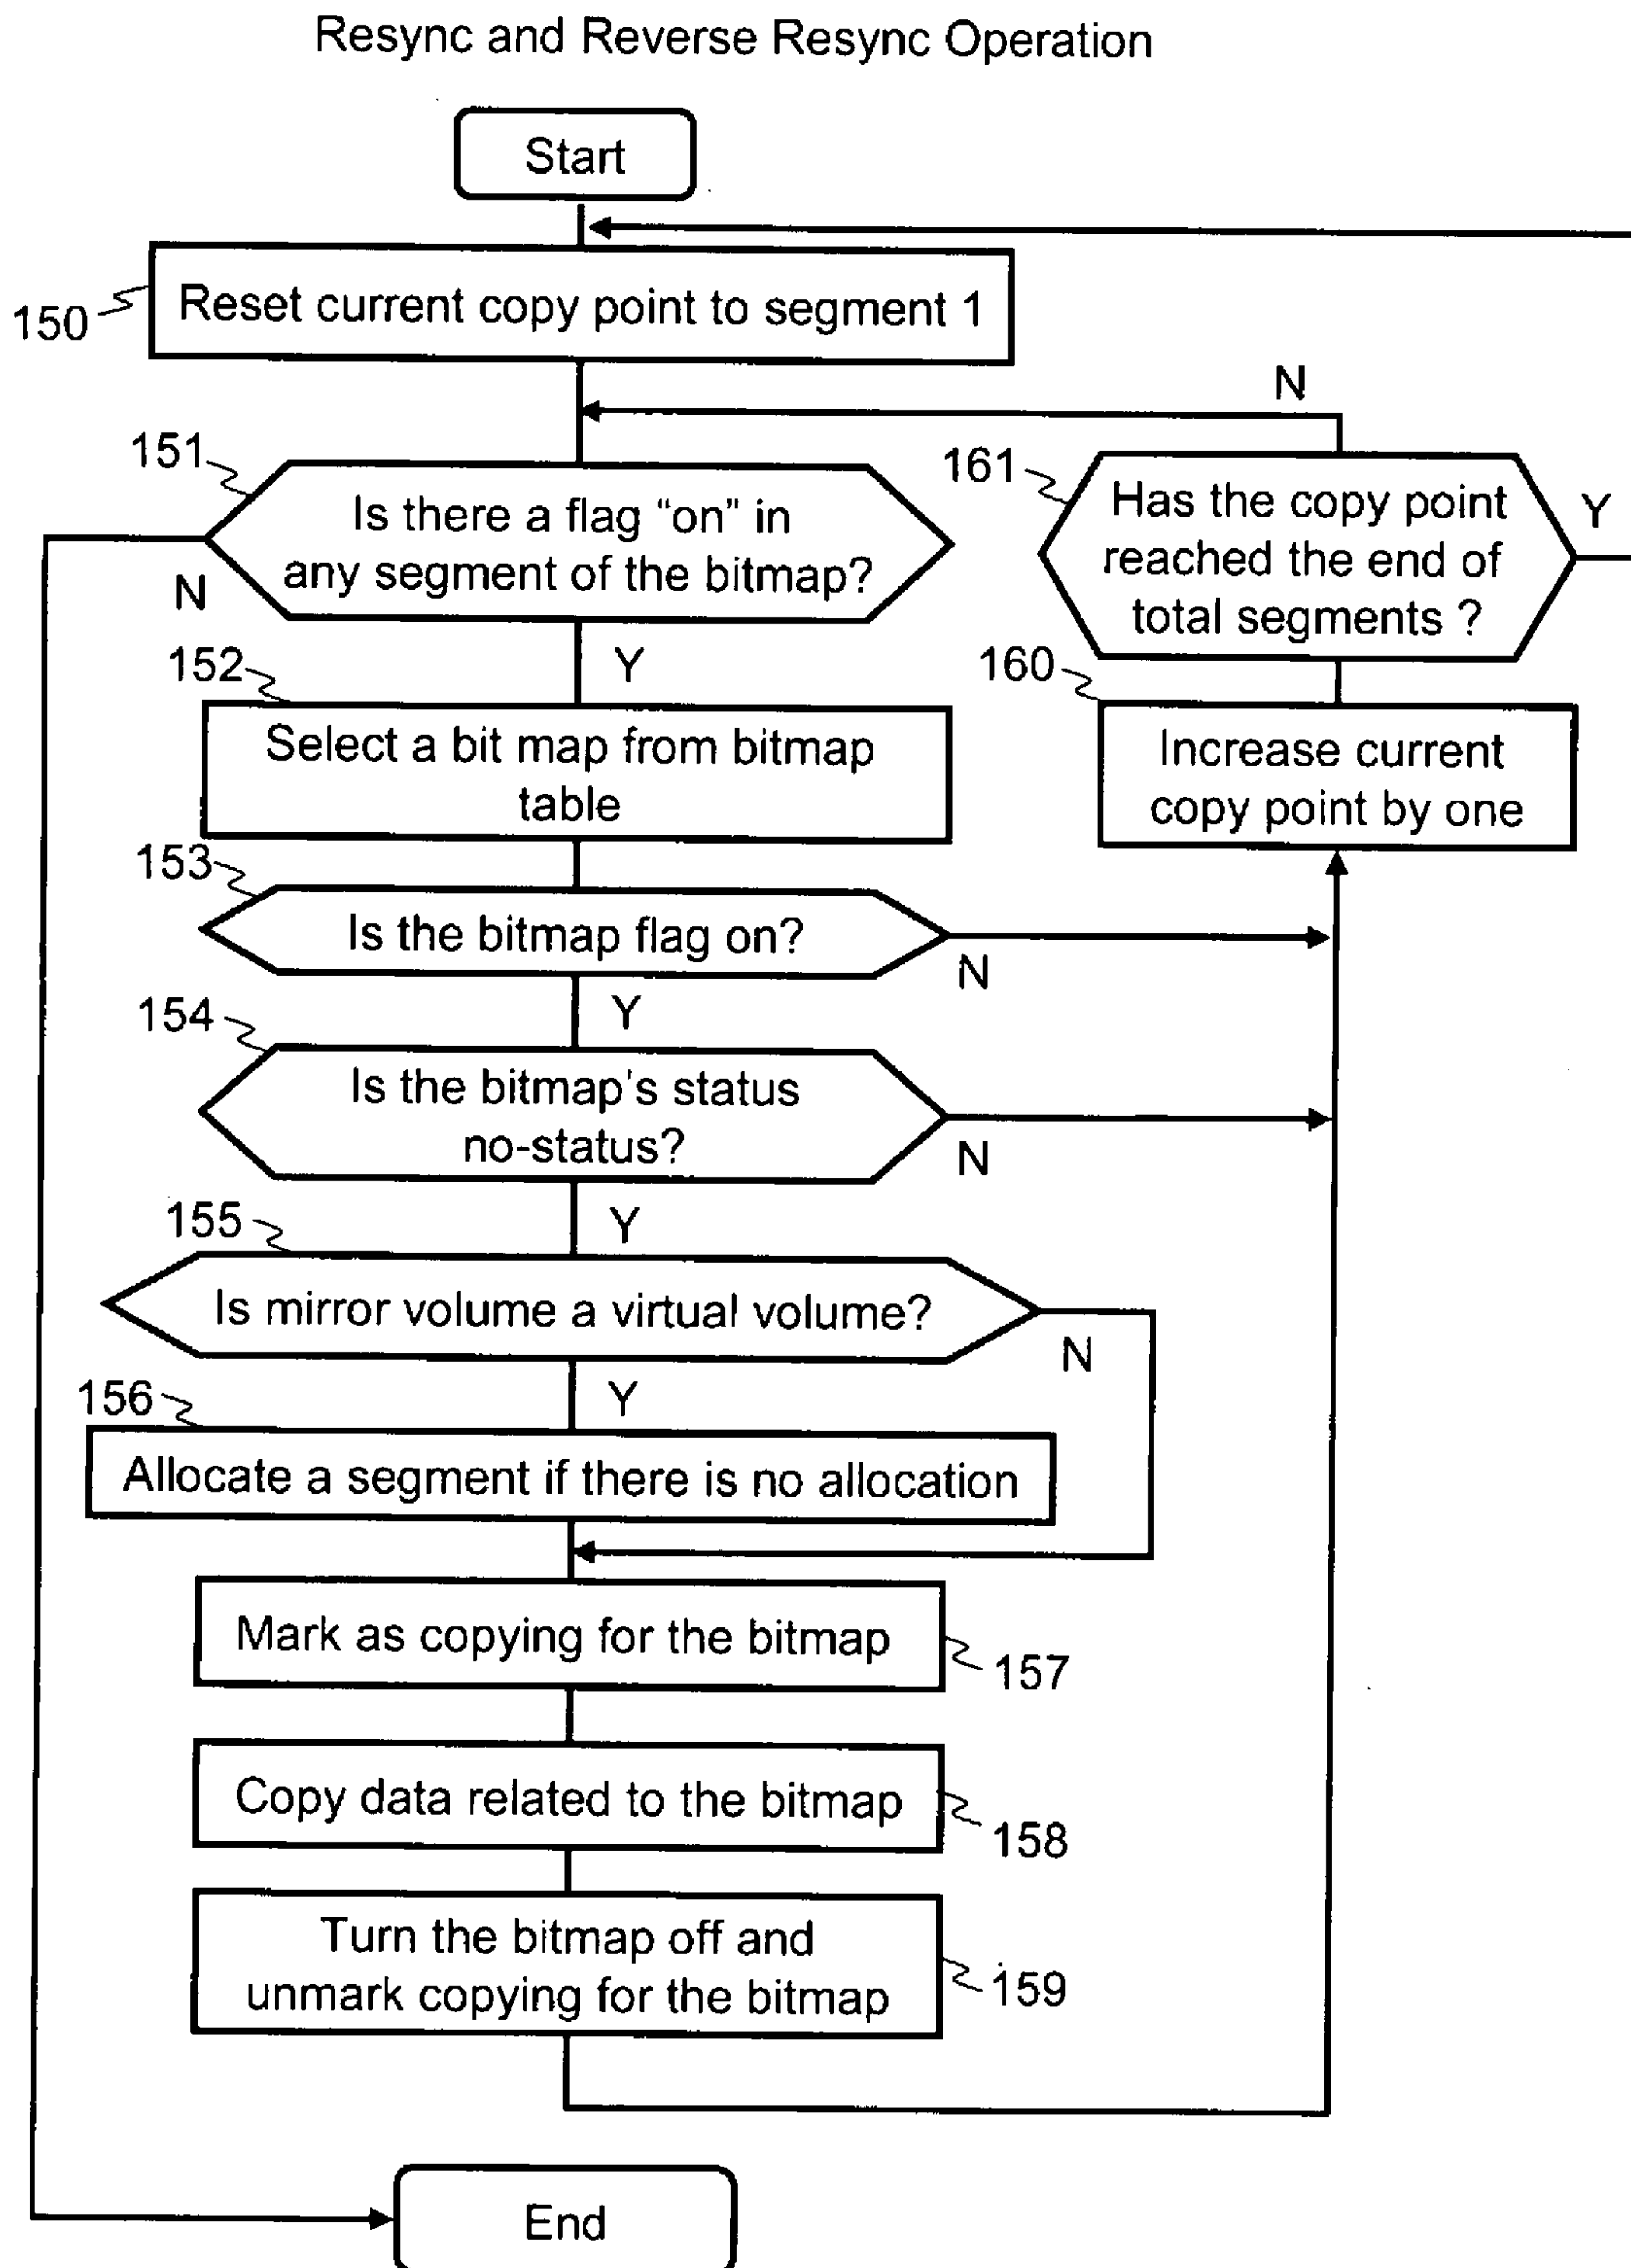 Resync and Reverse Resync Operation
Start
150
Reset current copy point to segment 1
N
151
Is there a flag “on” in
any segment of the bitmap?
N
Y
161
Has the copy point
reached the end of
total segments ?
Y
152
Select a bit map from bitmap
table
160
Increase current
copy point by one
153
Is the bitmap flag on?
N
Y
154
Is the bitmap's status
no-status?
N
Y
155
Is mirror volume a virtual volume?
N
Y
156
Allocate a segment if there is no allocation
Mark as copying for the bitmap
157
Copy data related to the bitmap
158
Turn the bitmap off and
unmark copying for the bitmap
159
End